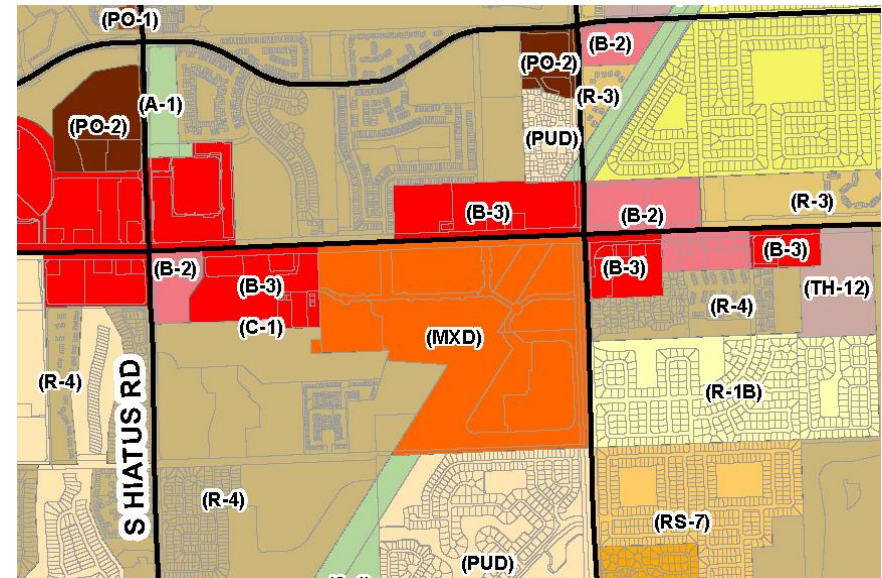 (PO-1)
(PO-2)
(B-2)
(A-1)
(R-3)
(PO-2)
(PUD)
(R-3)
(B-3)
(B-2)
(B-2)
(B-3)
(B-3)
(B-3)
(TH-12)
(R-4)
(C-1)
(MXD)
(R-4)
(R-1B)
S HIATUS RD
(R-4)
(RS-7)
(PUD)